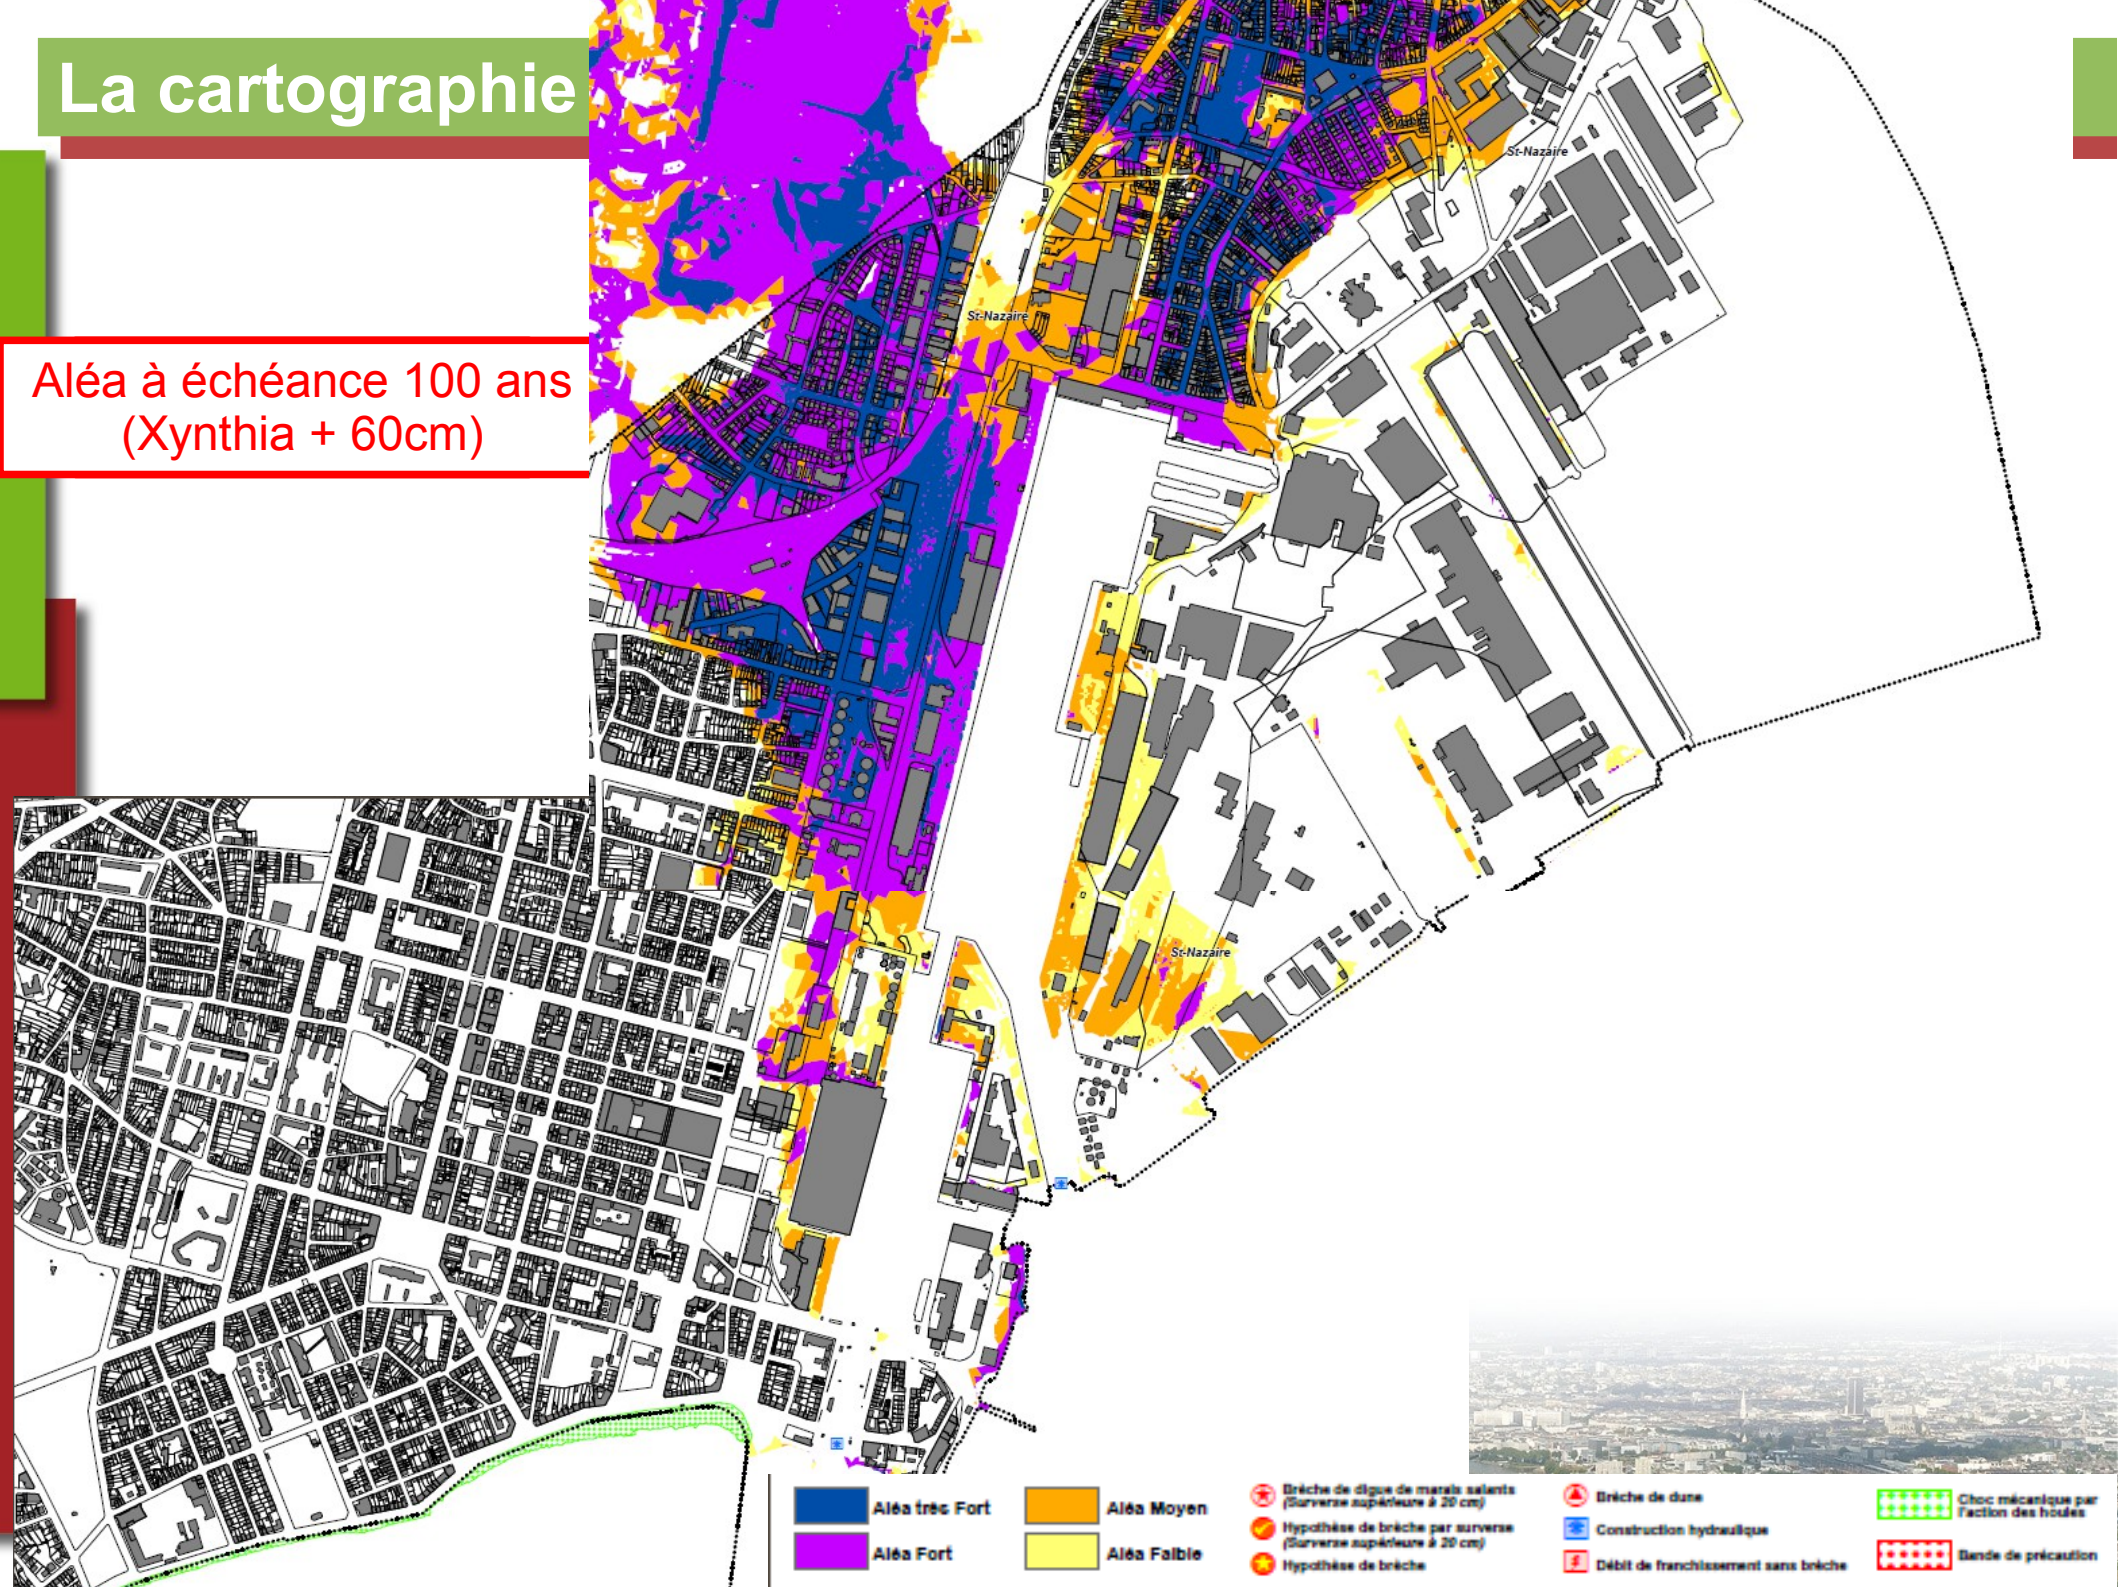 La cartographie
Aléa à échéance 100 ans
(Xynthia + 60cm)
St-Nazaire
St-Nazaire
St-Nazaire
Aléa très Fort
Aléa Fort
Aléa Moyen
Aléa Faible
Brèche de digue de marais salants
(Surverse supérieure à 20 cm)
Hypothèse de brèche par surverse
(Surverse supérieure à 20 cm)
Hypothèse de brèche
Brèche de dune
Construction hydraulique
Débit de franchissement sans brèche
Choc mécanique par
l'action des houles
Bande de précaution